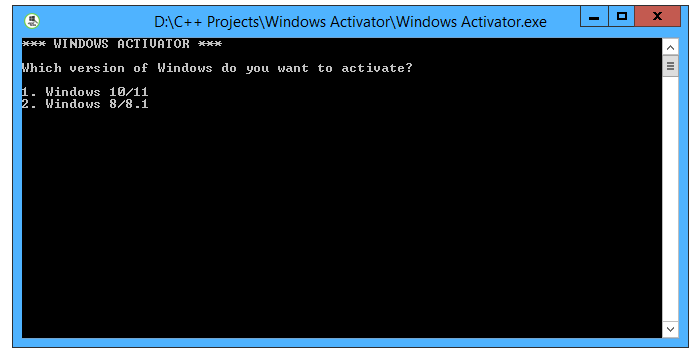 D:\C++ Projects\Windows Activator\Windows Activator.exe
*** WINDOWS ACTIVATOR ***
Which version of Windows do you want to activate?
1. Windows 10/11
2. Windows 8/8.1